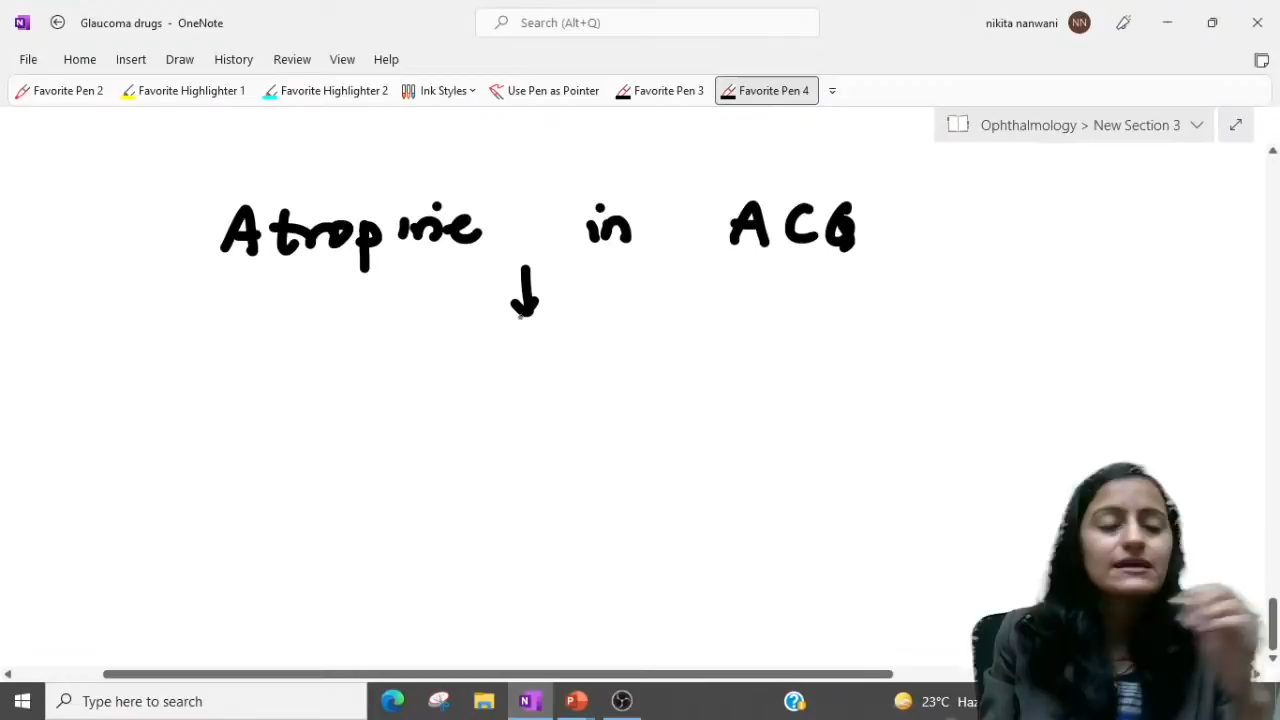 Glaucoma drugs - OneNote
Search (Alt+Q)
nikita nanwani NN
File Home Insert Draw History Review View Help
Favorite Pen 2 Favorite Highlighter 1 Favorite Highlighter 2 Ink Styles Use Pen as Pointer Favorite Pen 3 Favorite Pen 4
Ophthalmology > New Section 3
Atropine in ACG
Type here to search
23°C Haz